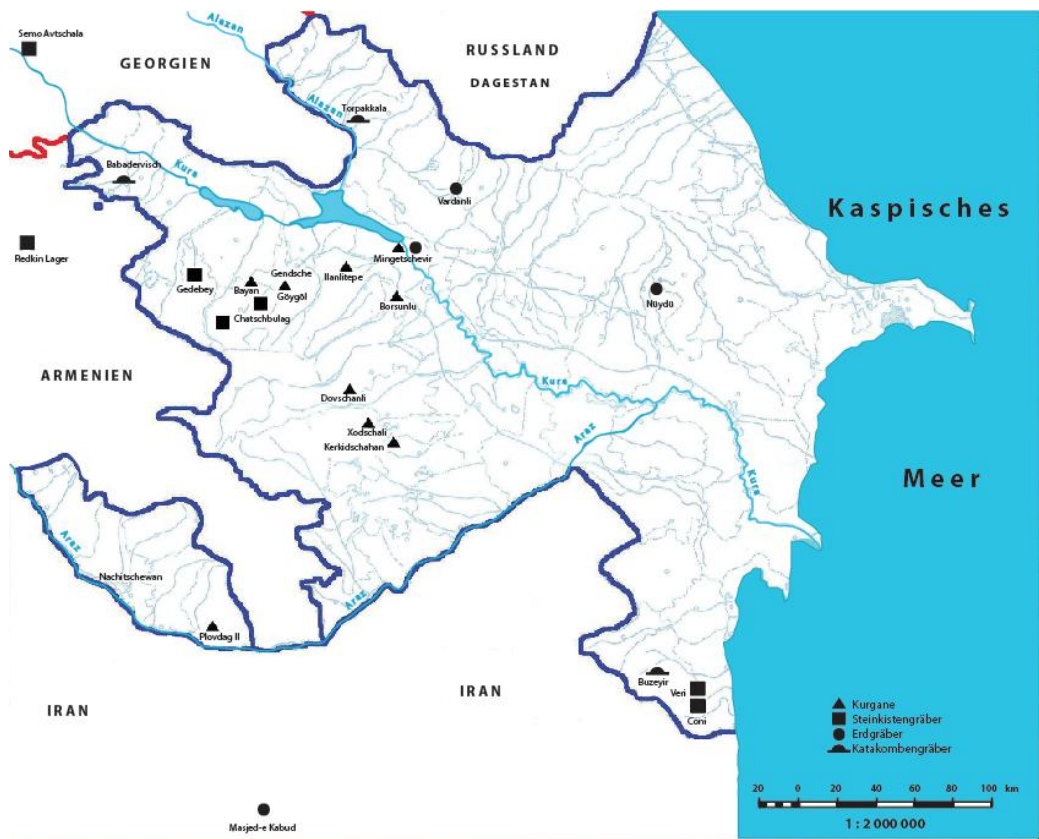 Semo Avtschala
Alazan
GEORGIEN
RUSSLAND
DAGESTAN
Torpakkala
Alazan
Babadervisch
Kura
Vardanli
Kaspisches
Redkin Lager
Mingetschevir
Gedebey
Bayan
Gendsche
Göygöl
Ilanlitepe
Borsunlu
Nüydü
Chatschbulag
ARMENIEN
Dovschanli
Kura
Xodschali
Kerkidschahan
Araz
Meer
Kura
Araz
Nachitschewan
Araz
Plovdag II
Buzeyir
Veri
Coni
IRAN
IRAN
Kurgane
Steinkistengräber
Erdgräber
Katakombengräber
20 0 20 40 60 80 100 km
1 : 2 000 000
Masjed-e Kabud